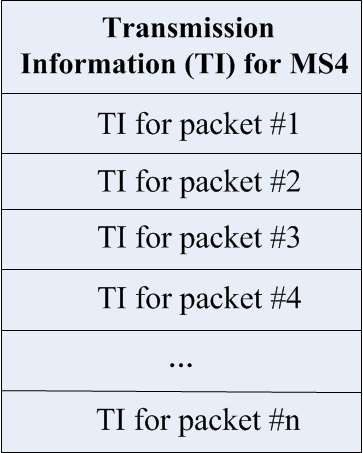 Transmission
Information (TI) for MS4
TI for packet #1
TI for packet #2
TI for packet #3
TI for packet #4
...
TI for packet #n